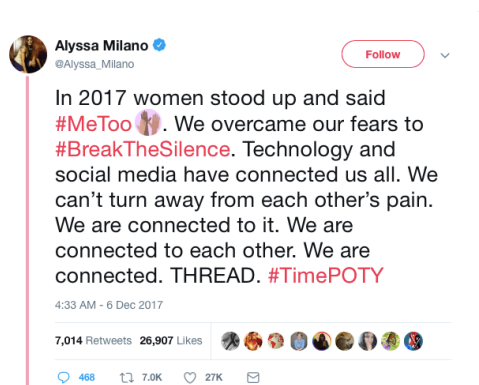 Alyssa Milano
@Alyssa_Milano
Follow
In 2017 women stood up and said
#MeToo. We overcame our fears to
#BreakTheSilence. Technology and
social media have connected us all. We
can’t turn away from each other’s pain.
We are connected to it. We are
connected to each other. We are
connected. THREAD. #TimePOTY
4:33 AM - 6 Dec 2017
7,014 Retweets 26,907 Likes
468 7.0K 27K